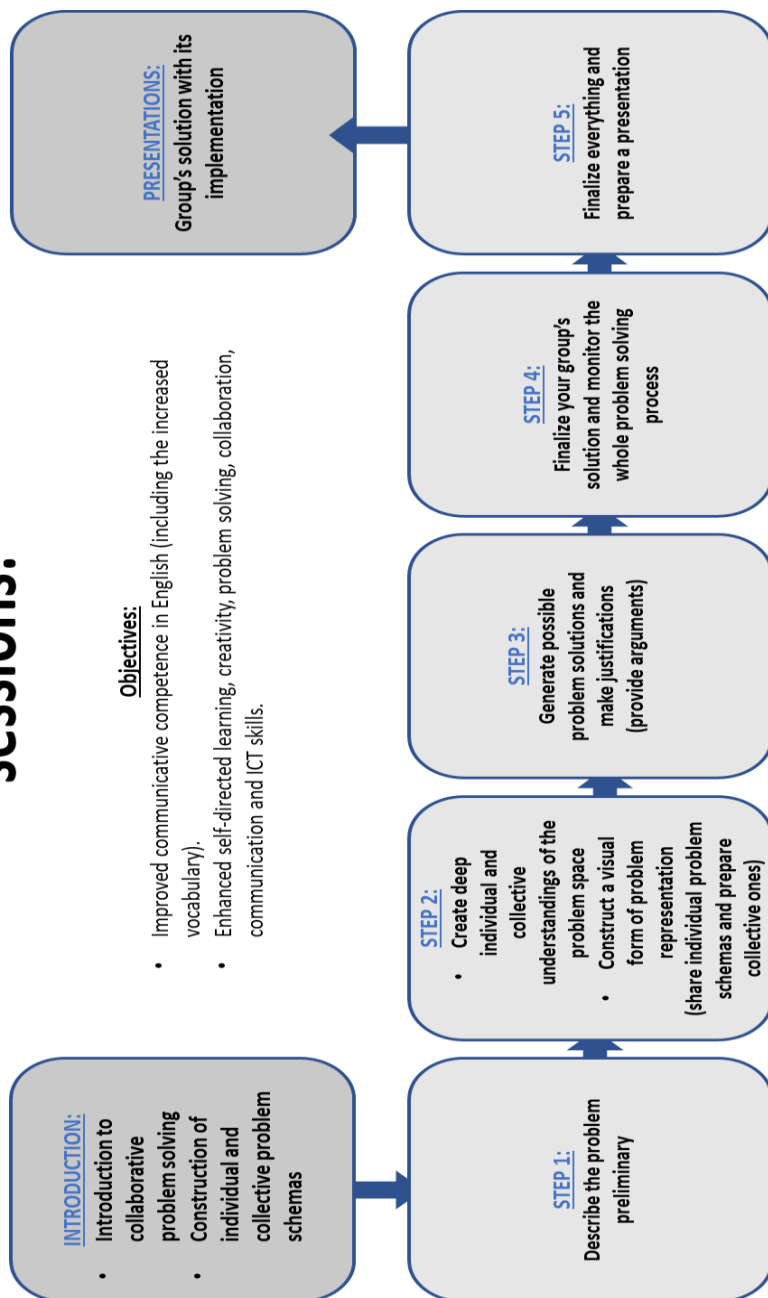 sessions:
Objectives:
• Improved communicative competence in English (including the increased
vocabulary).
• Enhanced self-directed learning, creativity, problem solving, collaboration,
communication and ICT skills.
INTRODUCTION:
• Introduction to
collaborative
problem solving
• Construction of
individual and
collective problem
schemas
STEP 1:
Describe the problem
preliminary
STEP 2:
• Create deep
individual and
collective
understandings of the
problem space
• Construct a visual
form of problem
representation
(share individual problem
schemas and prepare
collective ones)
STEP 3:
Generate possible
problem solutions and
make justifications
(provide arguments)
STEP 4:
Finalize your group's
solution and monitor the
whole problem solving
process
STEP 5:
Finalize everything and
prepare a presentation
PRESENTATIONS:
Group's solution with its
implementation